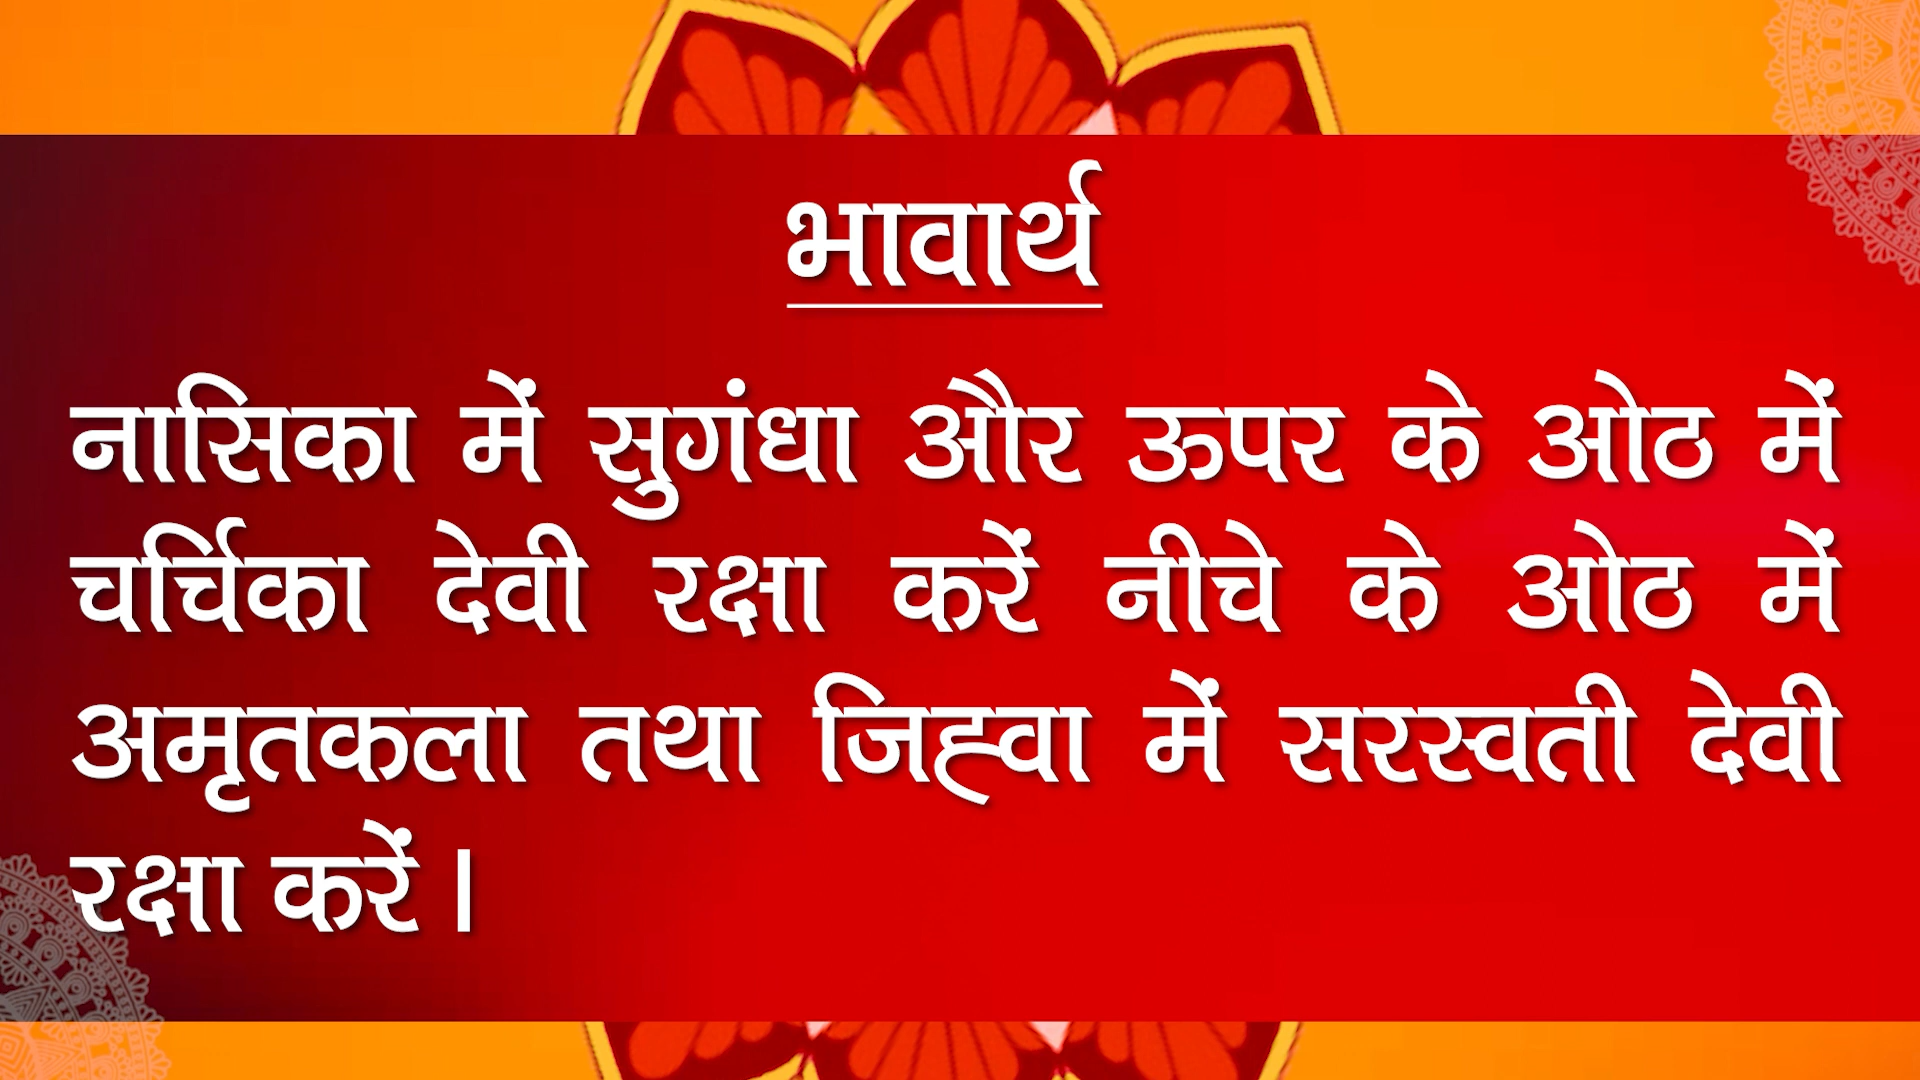 भावार्थ
नासिका में सुगंधा और ऊपर के ओठ में
चर्चिका देवी रक्षा करें नीचे के ओठ में
अमृतकला तथा जिह्वा में सरस्वती देवी
रक्षा करें ।